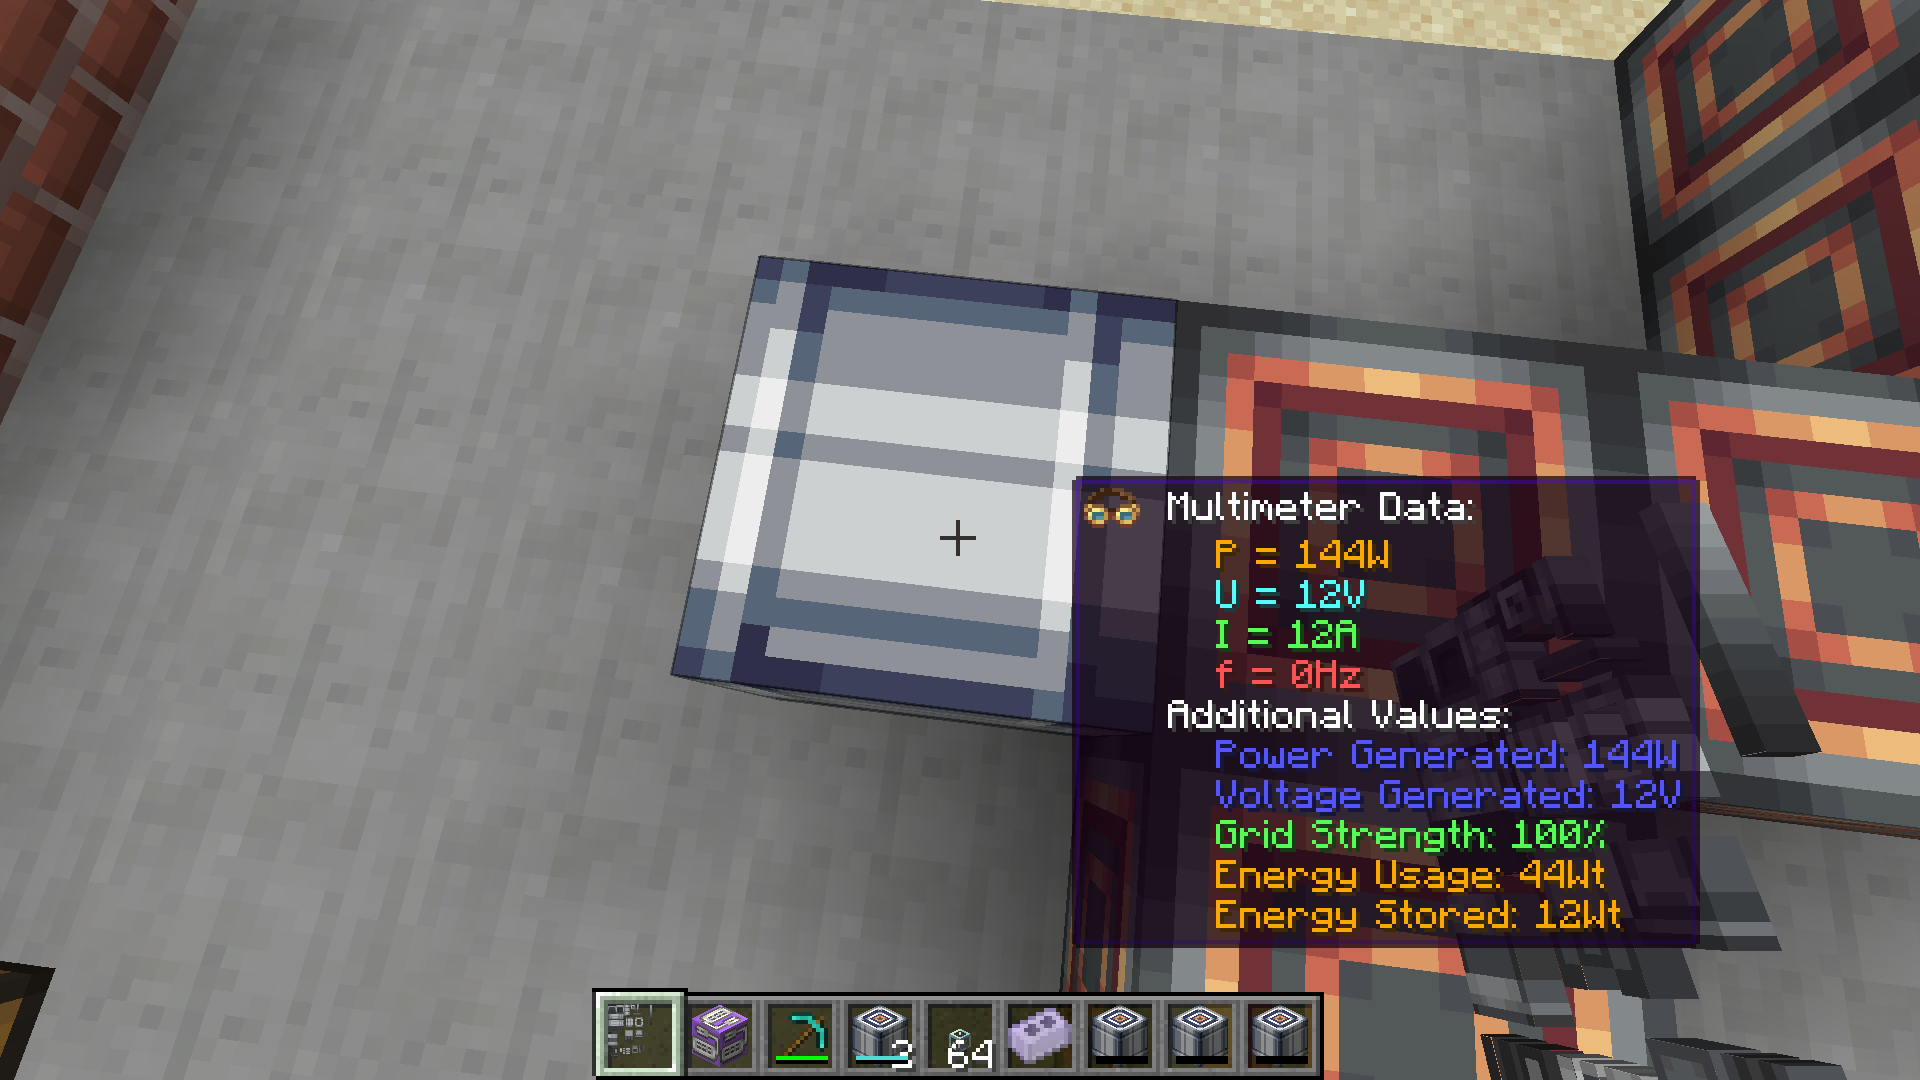 Multimeter Data:
P = 144W
U = 12V
I = 12A
f = 0Hz
Additional Values:
Power Generated: 144W
Voltage Generated: 12V
Grid Strength: 100%
Energy Usage: 44Wt
Energy Stored: 12Wt
3
64